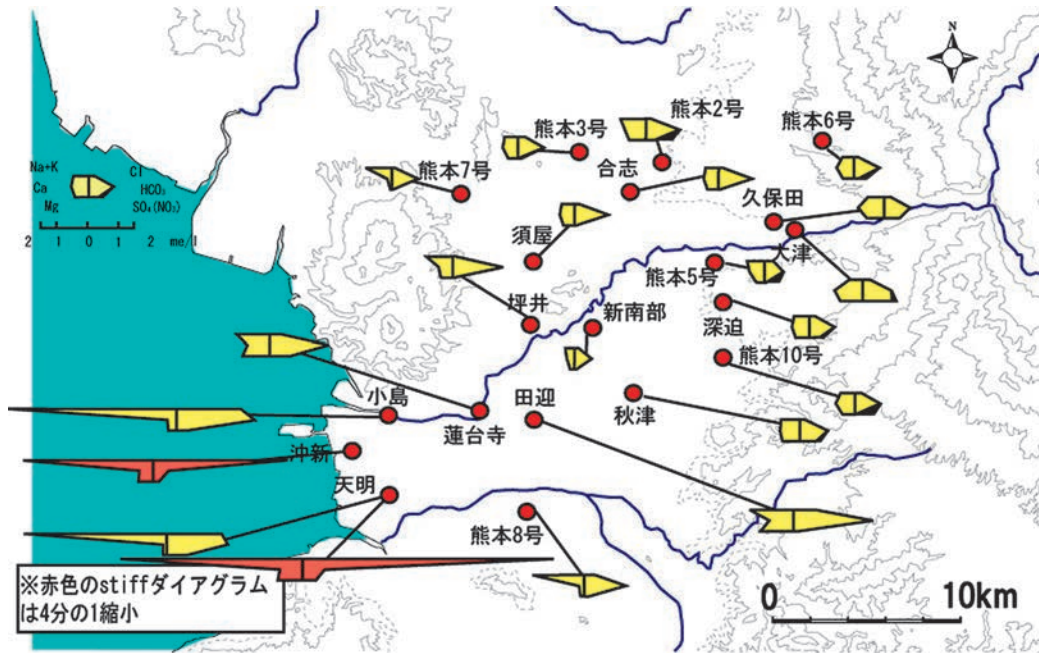 N
熊本2号
熊本3号
熊本6号
合志
熊本7号
Na+K
Cl
Ca
HCO₃
Mg
SO₄(NO₃)
2 1 0 1 2 me/l
久保田
須屋
大津
熊本5号
坪井
新南部
深迫
熊本10号
小島
田迎
秋津
蓮台寺
沖新
天明
熊本8号
※赤色のstiffダイアグラム
は4分の1縮小
0 10km